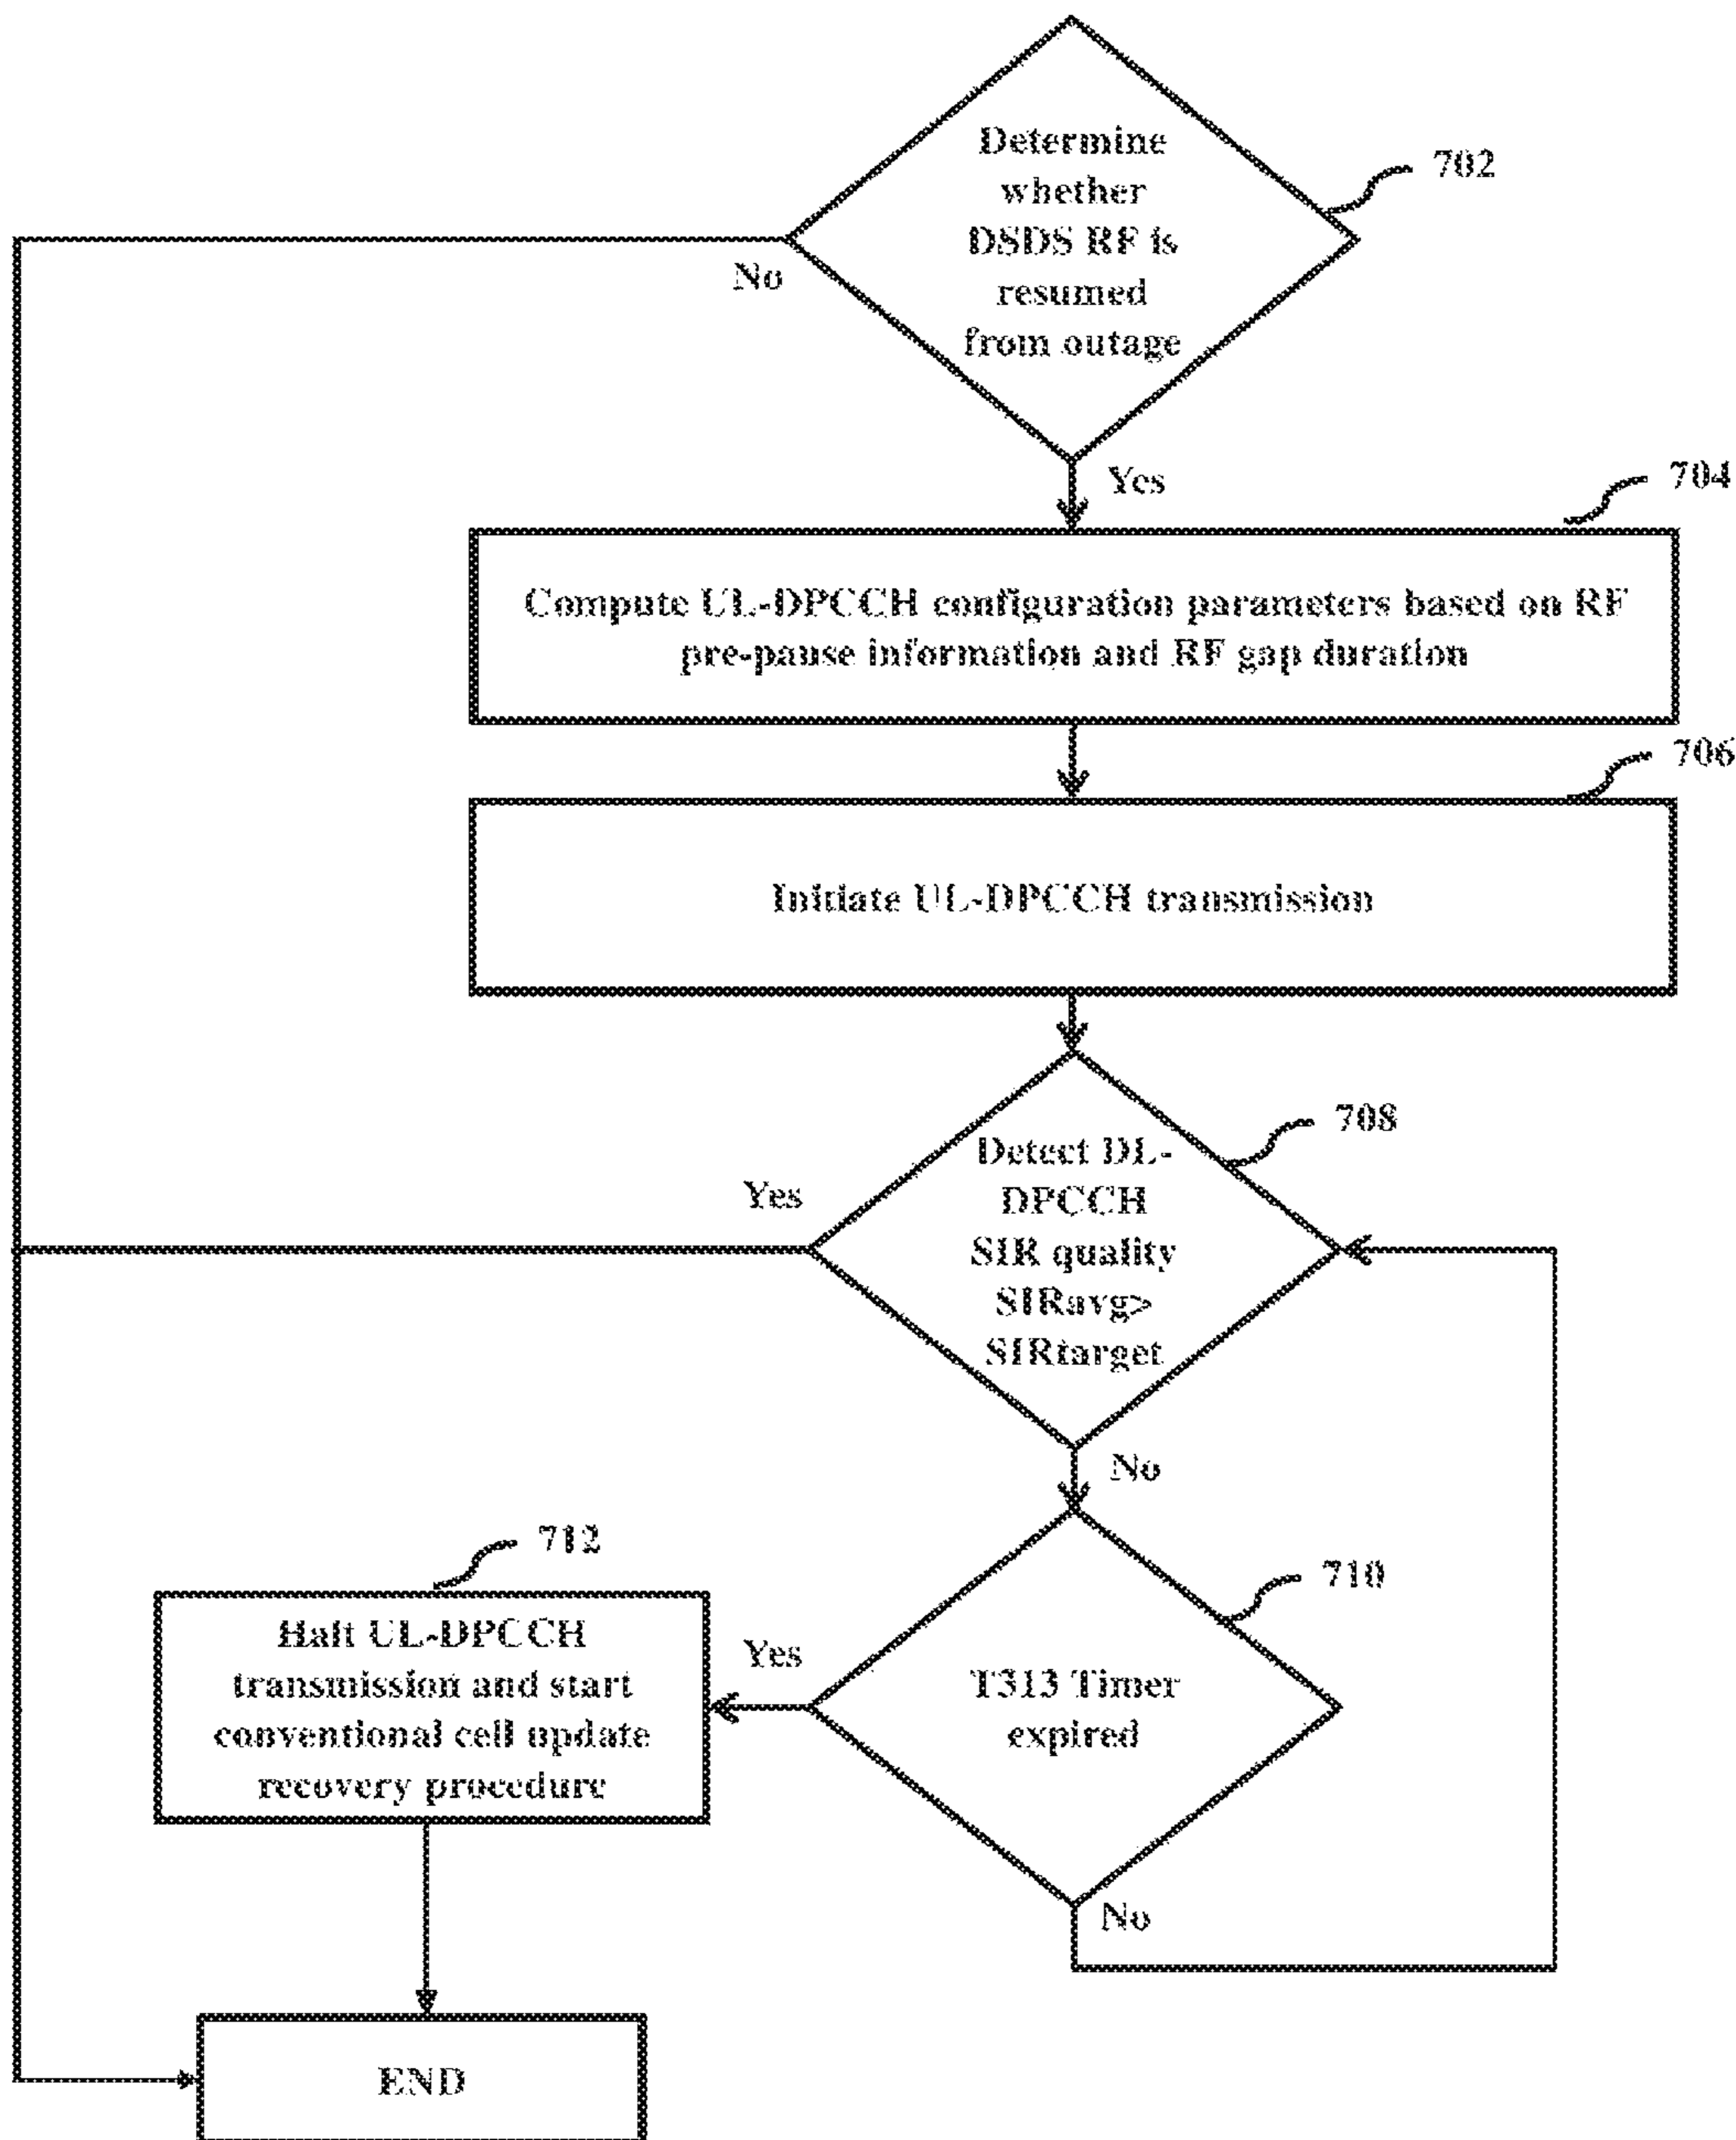 Determine
whether
DSDS RF is
resumed
from outage
702
No
Yes
704
Compute UL-DPCCH configuration parameters based on RF
pre-pause information and RF gap duration
706
Initiate UL-DPCCH transmission
708
Detect DL-
DPCCH
SIR quality
SIRavg>
SIRtarget
Yes
No
712
710
Halt UL-DPCCH
transmission and start
conventional cell update
recovery procedure
Yes
T313 Timer
expired
No
END